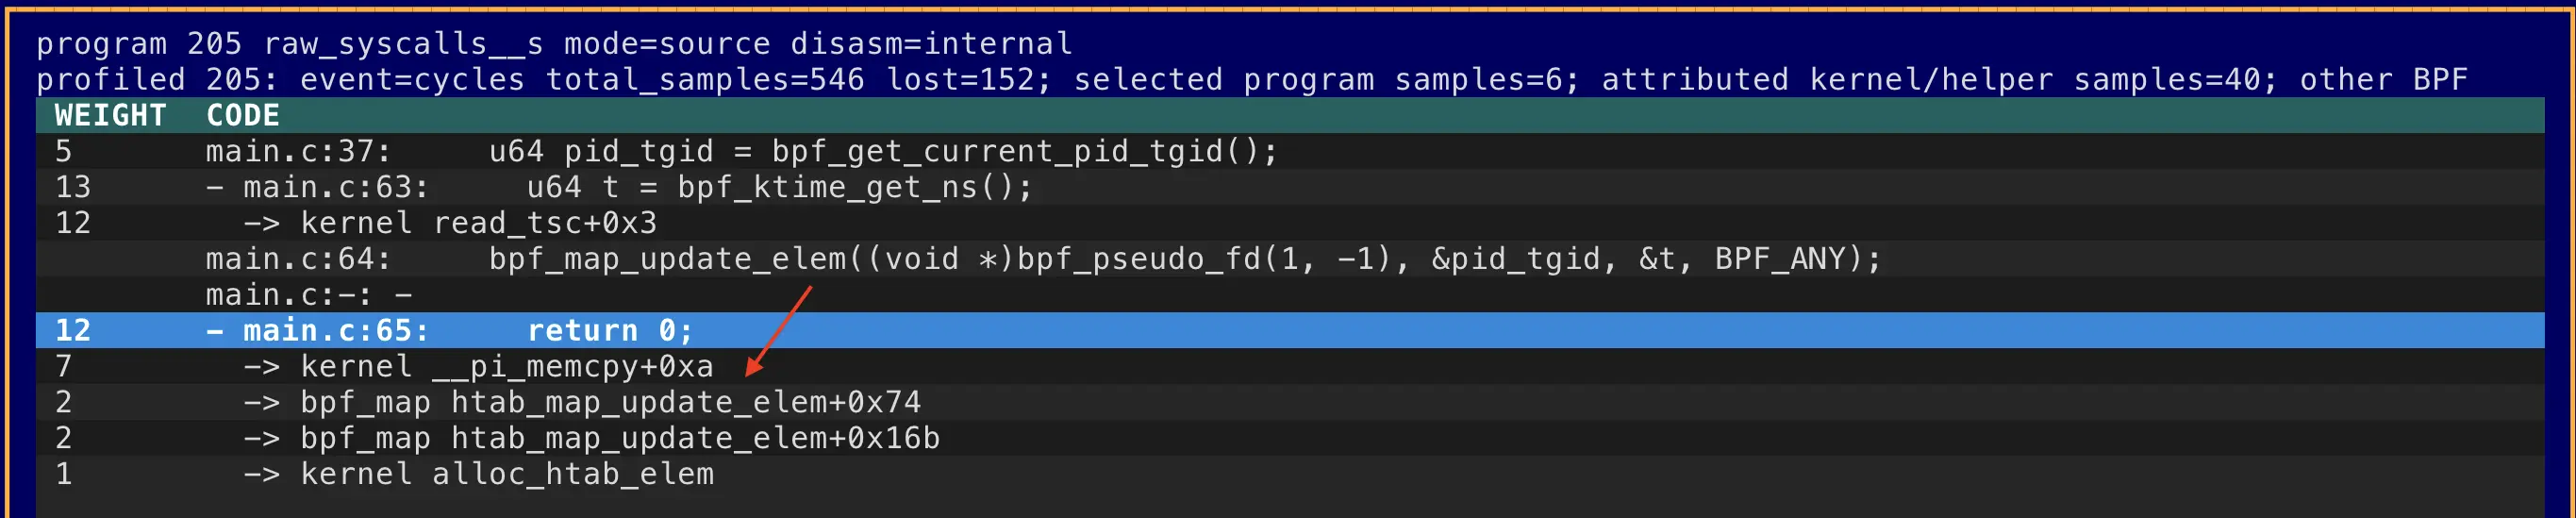 program 205 raw_syscalls__s mode=source disasm=internal
profiled 205: event=cycles total_samples=546 lost=152; selected program samples=6; attributed kernel/helper samples=40; other BPF
WEIGHT  CODE
5       main.c:37:     u64 pid_tgid = bpf_get_current_pid_tgid();
13      - main.c:63:     u64 t = bpf_ktime_get_ns();
12        -> kernel read_tsc+0x3
        main.c:64:     bpf_map_update_elem((void *)bpf_pseudo_fd(1, -1), &pid_tgid, &t, BPF_ANY);
        main.c:-: -
12      - main.c:65:     return 0;
7         -> kernel __pi_memcpy+0xa
2         -> bpf_map htab_map_update_elem+0x74
2         -> bpf_map htab_map_update_elem+0x16b
1         -> kernel alloc_htab_elem